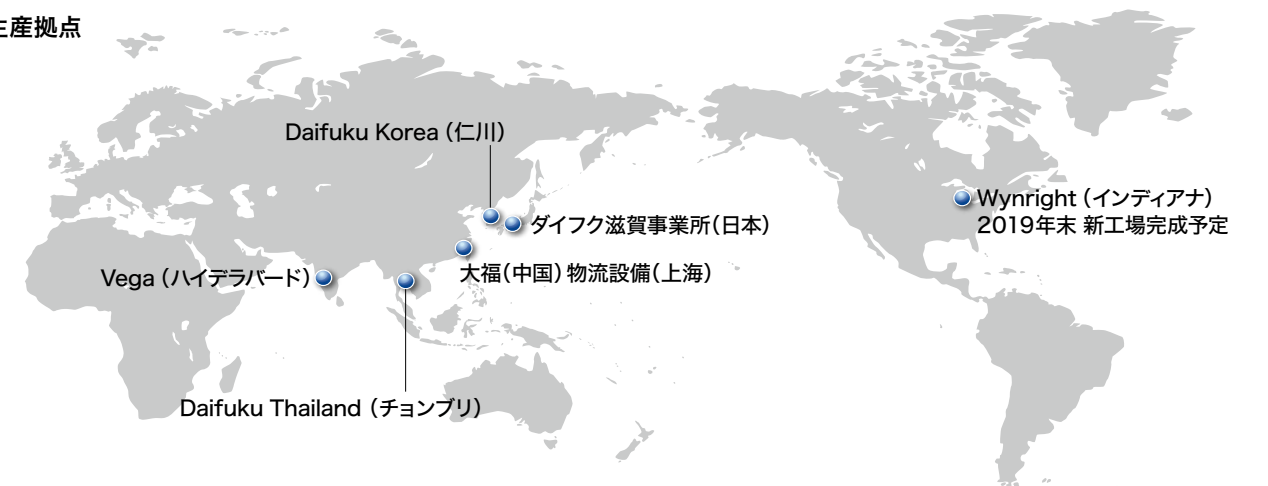 生産拠点
Daifuku Korea（仁川）
Wynright（インディアナ）
2019年末 新工場完成予定
ダイフク滋賀事業所（日本）
大福（中国）物流設備（上海）
Vega（ハイデラバード）
Daifuku Thailand（チョンブリ）